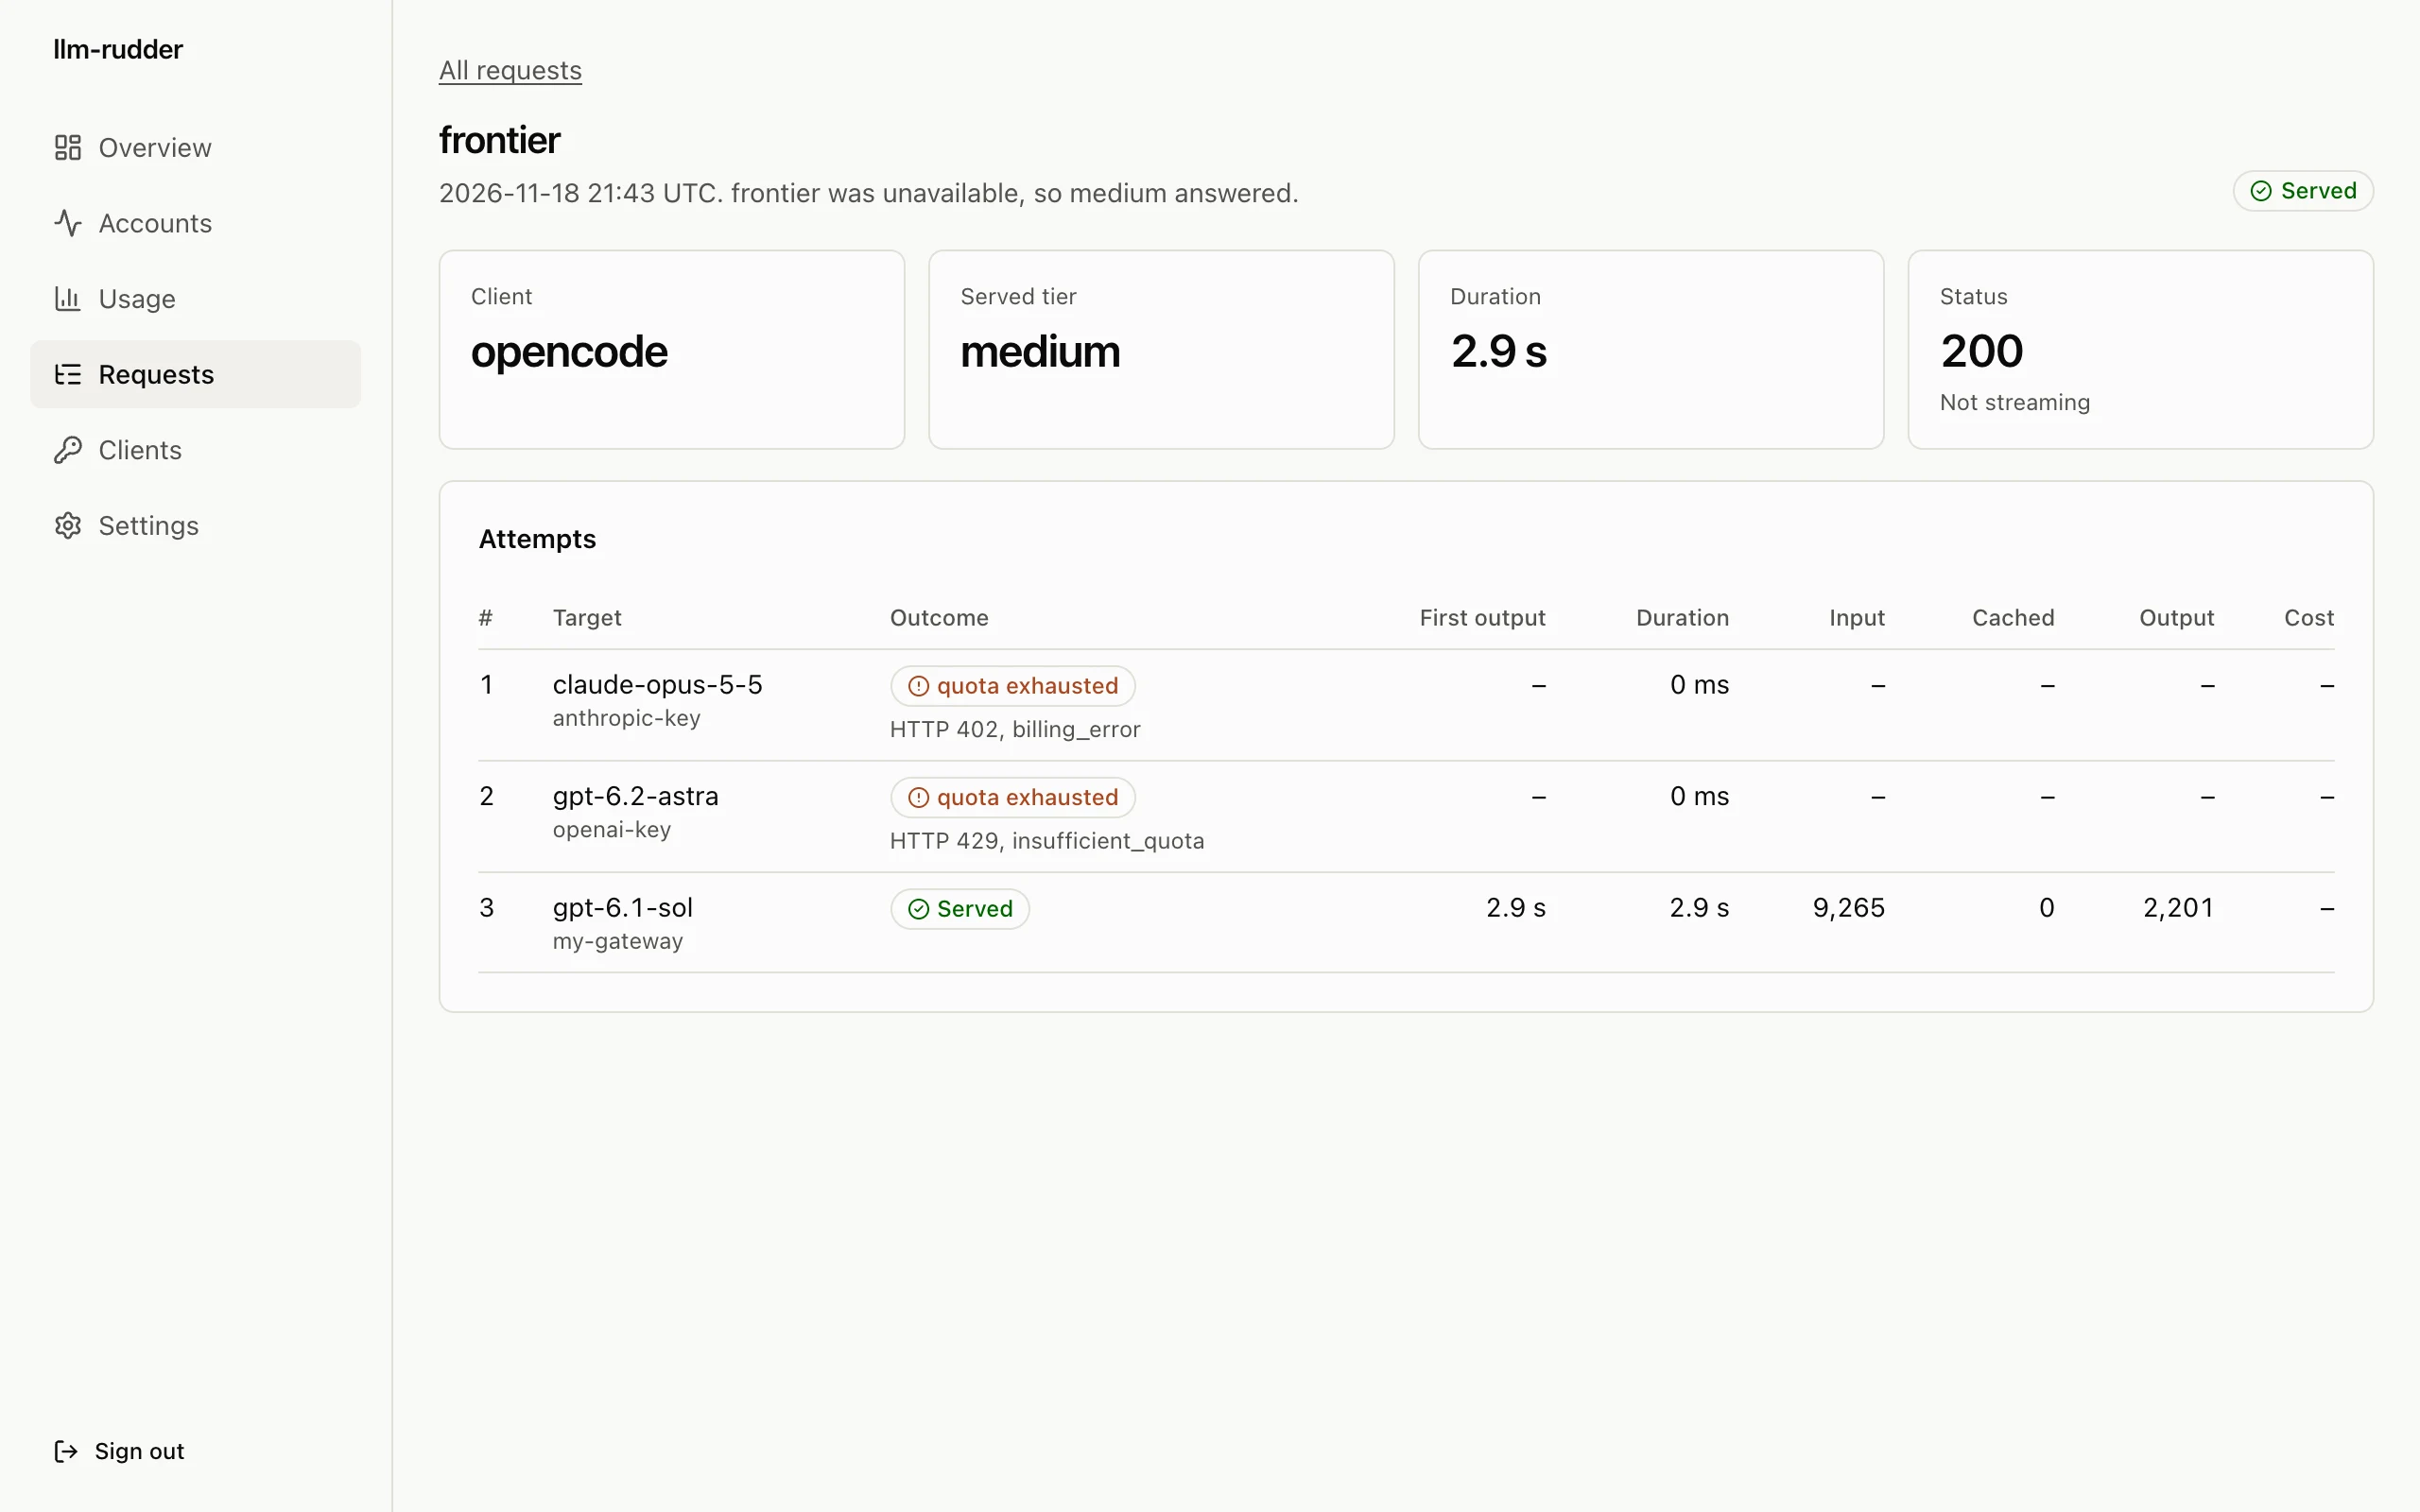 llm-rudder
Overview
Accounts
Usage
Requests
Clients
Settings
Sign out
All requests
frontier
2026-11-18 21:43 UTC. frontier was unavailable, so medium answered.
Served
Client
opencode
Served tier
medium
Duration
2.9 s
Status
200
Not streaming
Attempts
# Target Outcome First output Duration Input Cached Output Cost
1 claude-opus-5-5 quota exhausted – 0 ms – – – –
anthropic-key HTTP 402, billing_error
2 gpt-6.2-astra quota exhausted – 0 ms – – – –
openai-key HTTP 429, insufficient_quota
3 gpt-6.1-sol Served 2.9 s 2.9 s 9,265 0 2,201 –
my-gateway